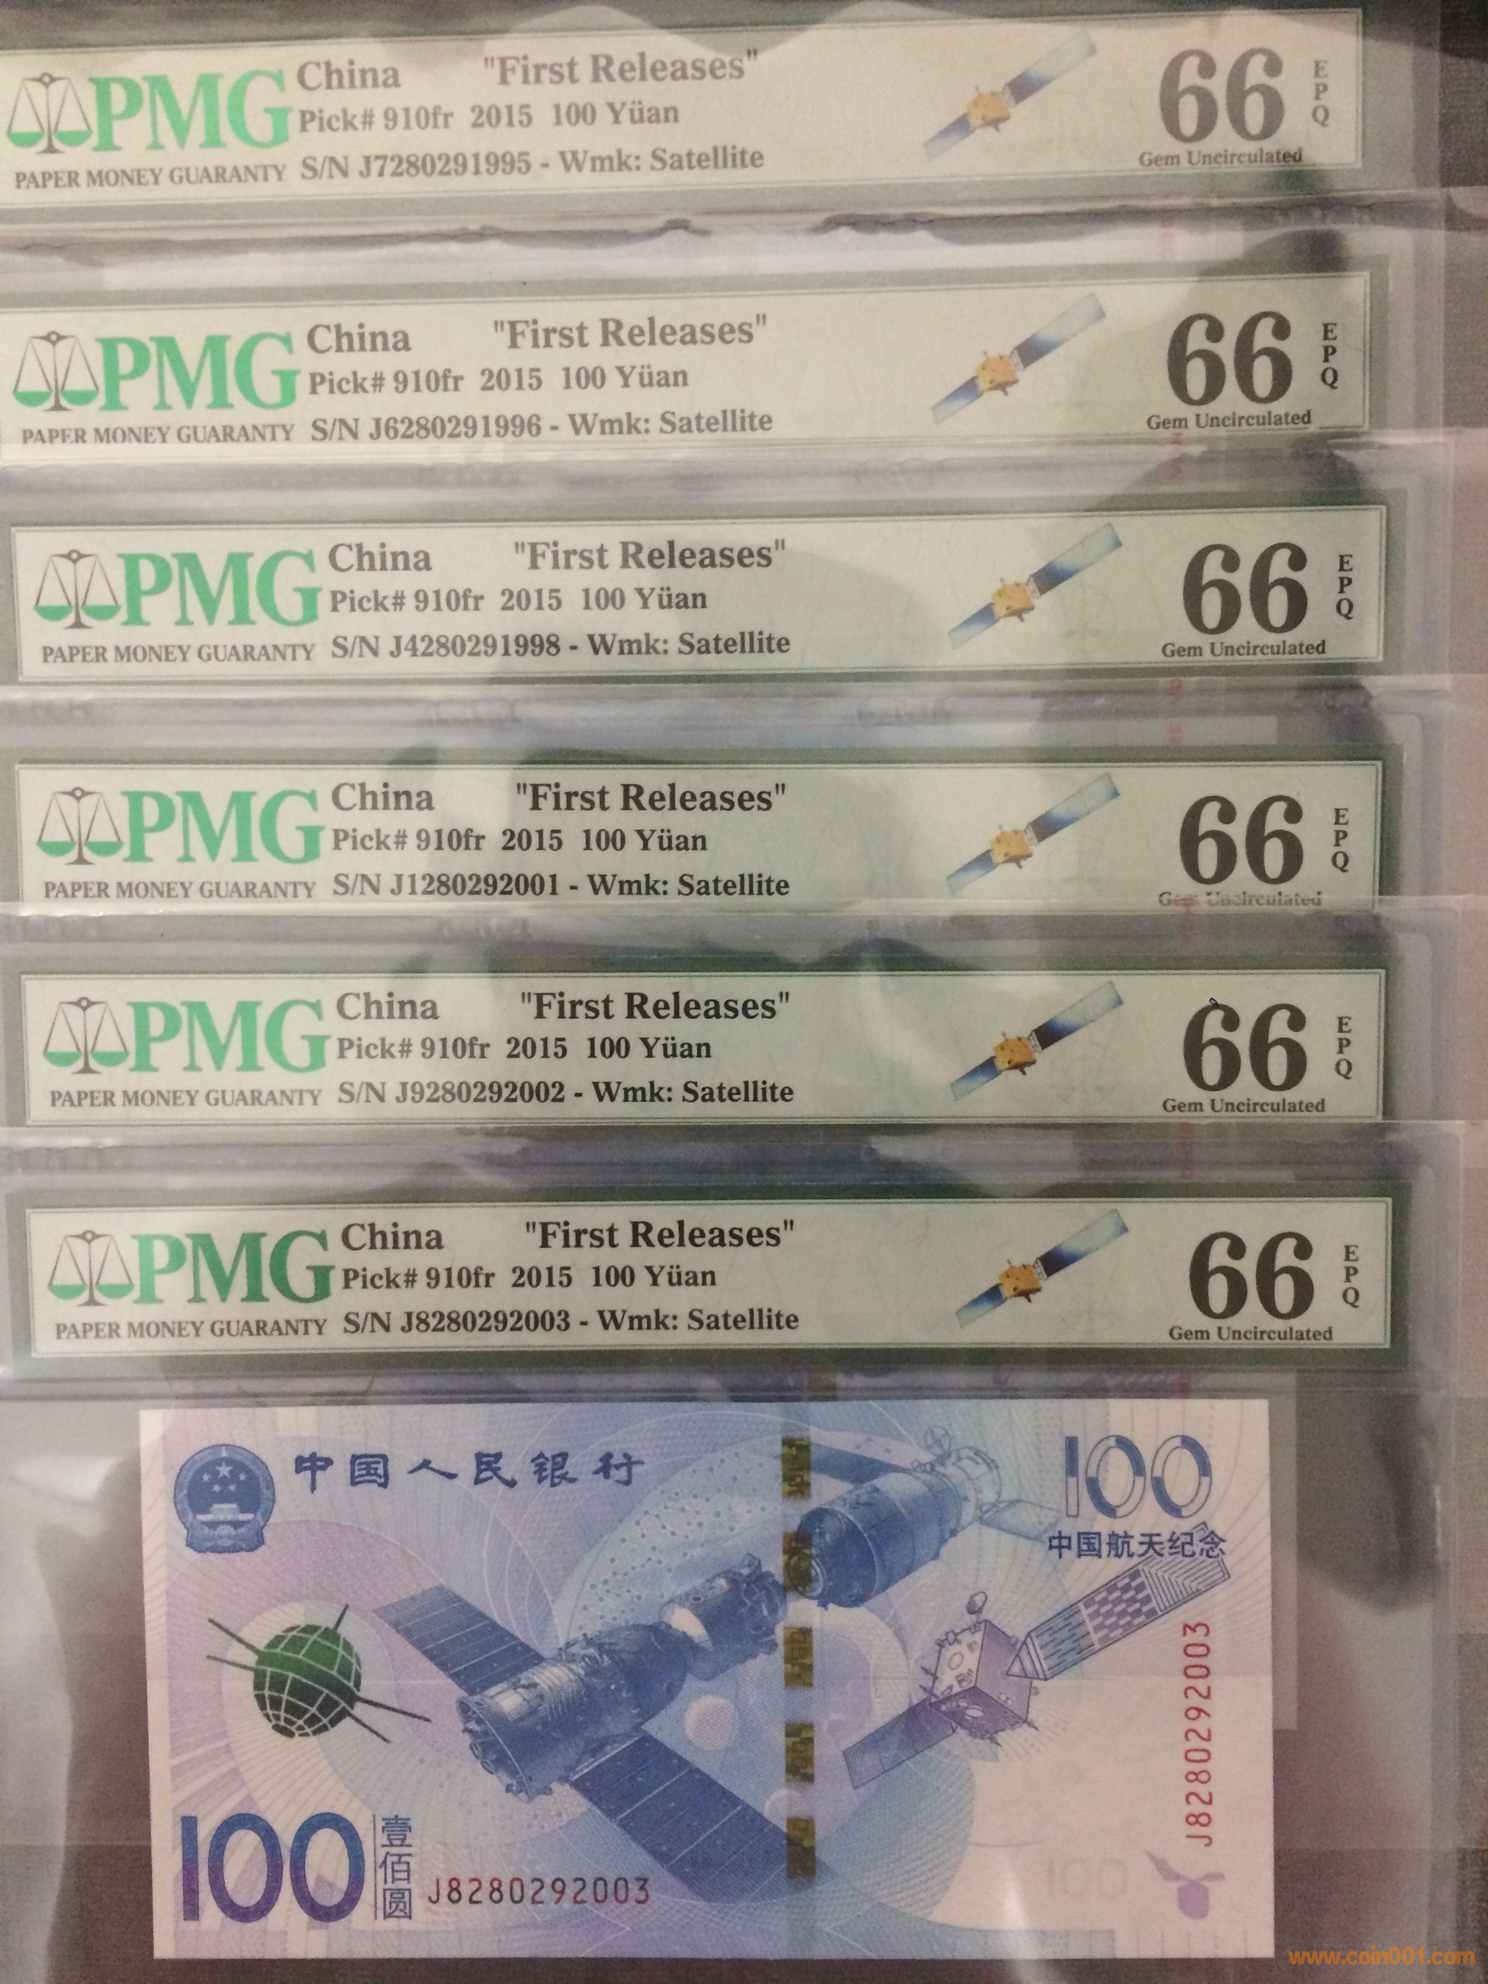 PMG
PAPER MONEY GUARANTY
China "First Releases"
Pick# 910fr 2015 100 Yüan
S/N J7280291995 - Wmk: Satellite
66
EPQ
Gem Uncirculated
PMG
PAPER MONEY GUARANTY
China "First Releases"
Pick# 910fr 2015 100 Yüan
S/N J6280291996 - Wmk: Satellite
66
EPQ
Gem Uncirculated
PMG
PAPER MONEY GUARANTY
China "First Releases"
Pick# 910fr 2015 100 Yüan
S/N J4280291998 - Wmk: Satellite
66
EPQ
Gem Uncirculated
PMG
PAPER MONEY GUARANTY
China "First Releases"
Pick# 910fr 2015 100 Yüan
S/N J1280292001 - Wmk: Satellite
66
EPQ
Gem Uncirculated
PMG
PAPER MONEY GUARANTY
China "First Releases"
Pick# 910fr 2015 100 Yüan
S/N J9280292002 - Wmk: Satellite
66
EPQ
Gem Uncirculated
PMG
PAPER MONEY GUARANTY
China "First Releases"
Pick# 910fr 2015 100 Yüan
S/N J8280292003 - Wmk: Satellite
66
EPQ
Gem Uncirculated
中国人民银行
100
中国航天纪念
J8280292003
100
壹佰圆
J8280292003
100
www.coin001.com